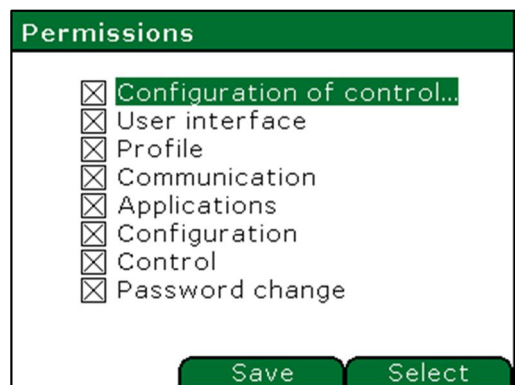 Permissions
Configuration of control...
User interface
Profile
Communication
Applications
Configuration
Control
Password change
Save Select